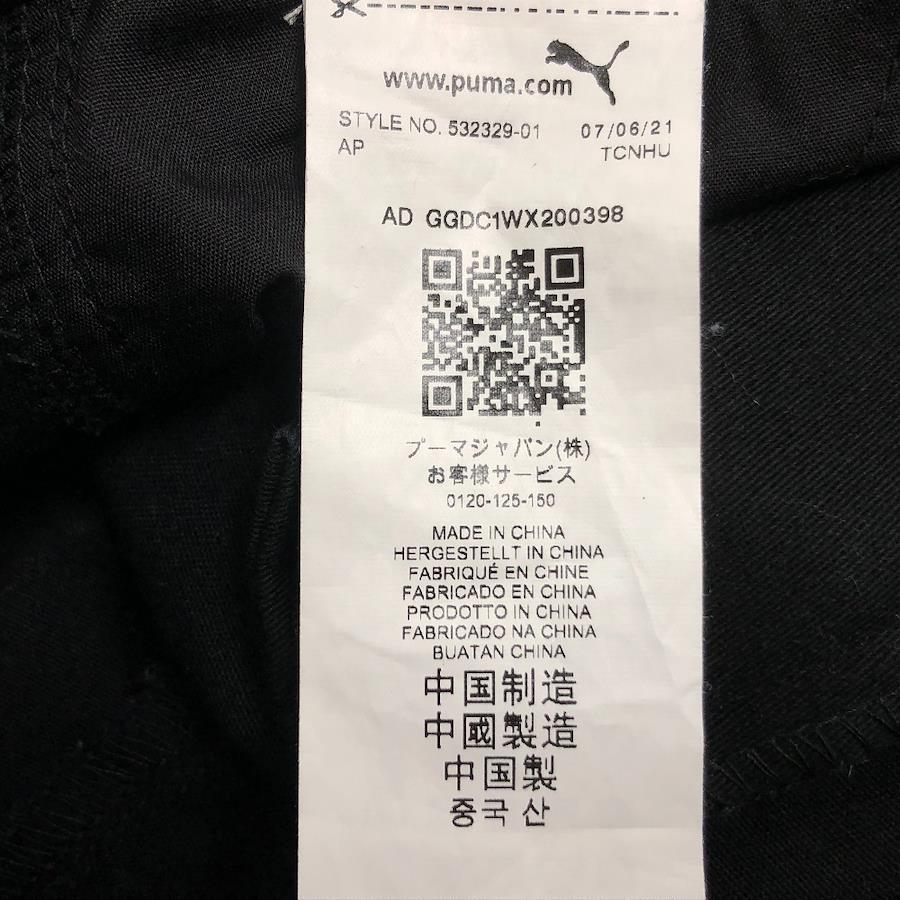 www.puma.com
STYLE NO. 532329-01 07/06/21
AP TCNHU
AD GGDC1WX200398
プーマジャパン(株)
お客様サービス
0120-125-150
MADE IN CHINA
HERGESTELLT IN CHINA
FABRIQUÉ EN CHINE
FABRICADO EN CHINA
PRODOTTO IN CHINA
FABRICADO NA CHINA
BUATAN CHINA
中国制造
中國製造
中国製
중국 산